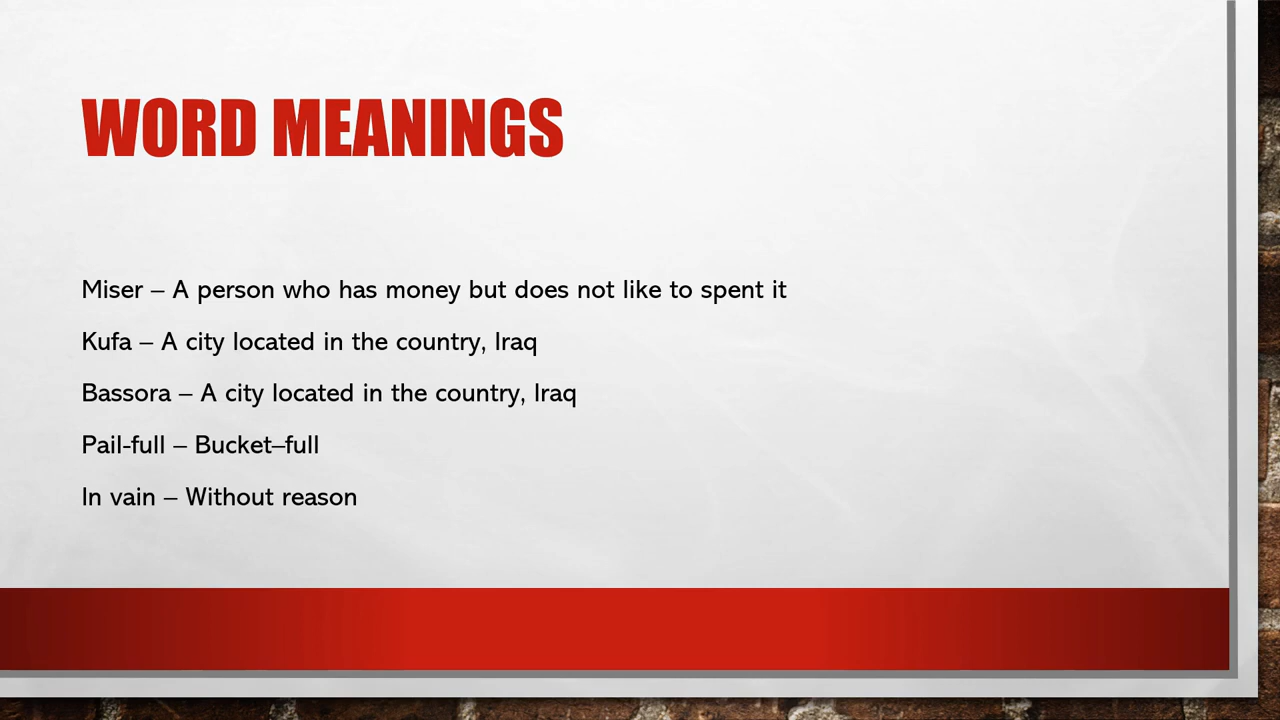 WORD MEANINGS
Miser – A person who has money but does not like to spent it
Kufa – A city located in the country, Iraq
Bassora – A city located in the country, Iraq
Pail-full – Bucket–full
In vain – Without reason